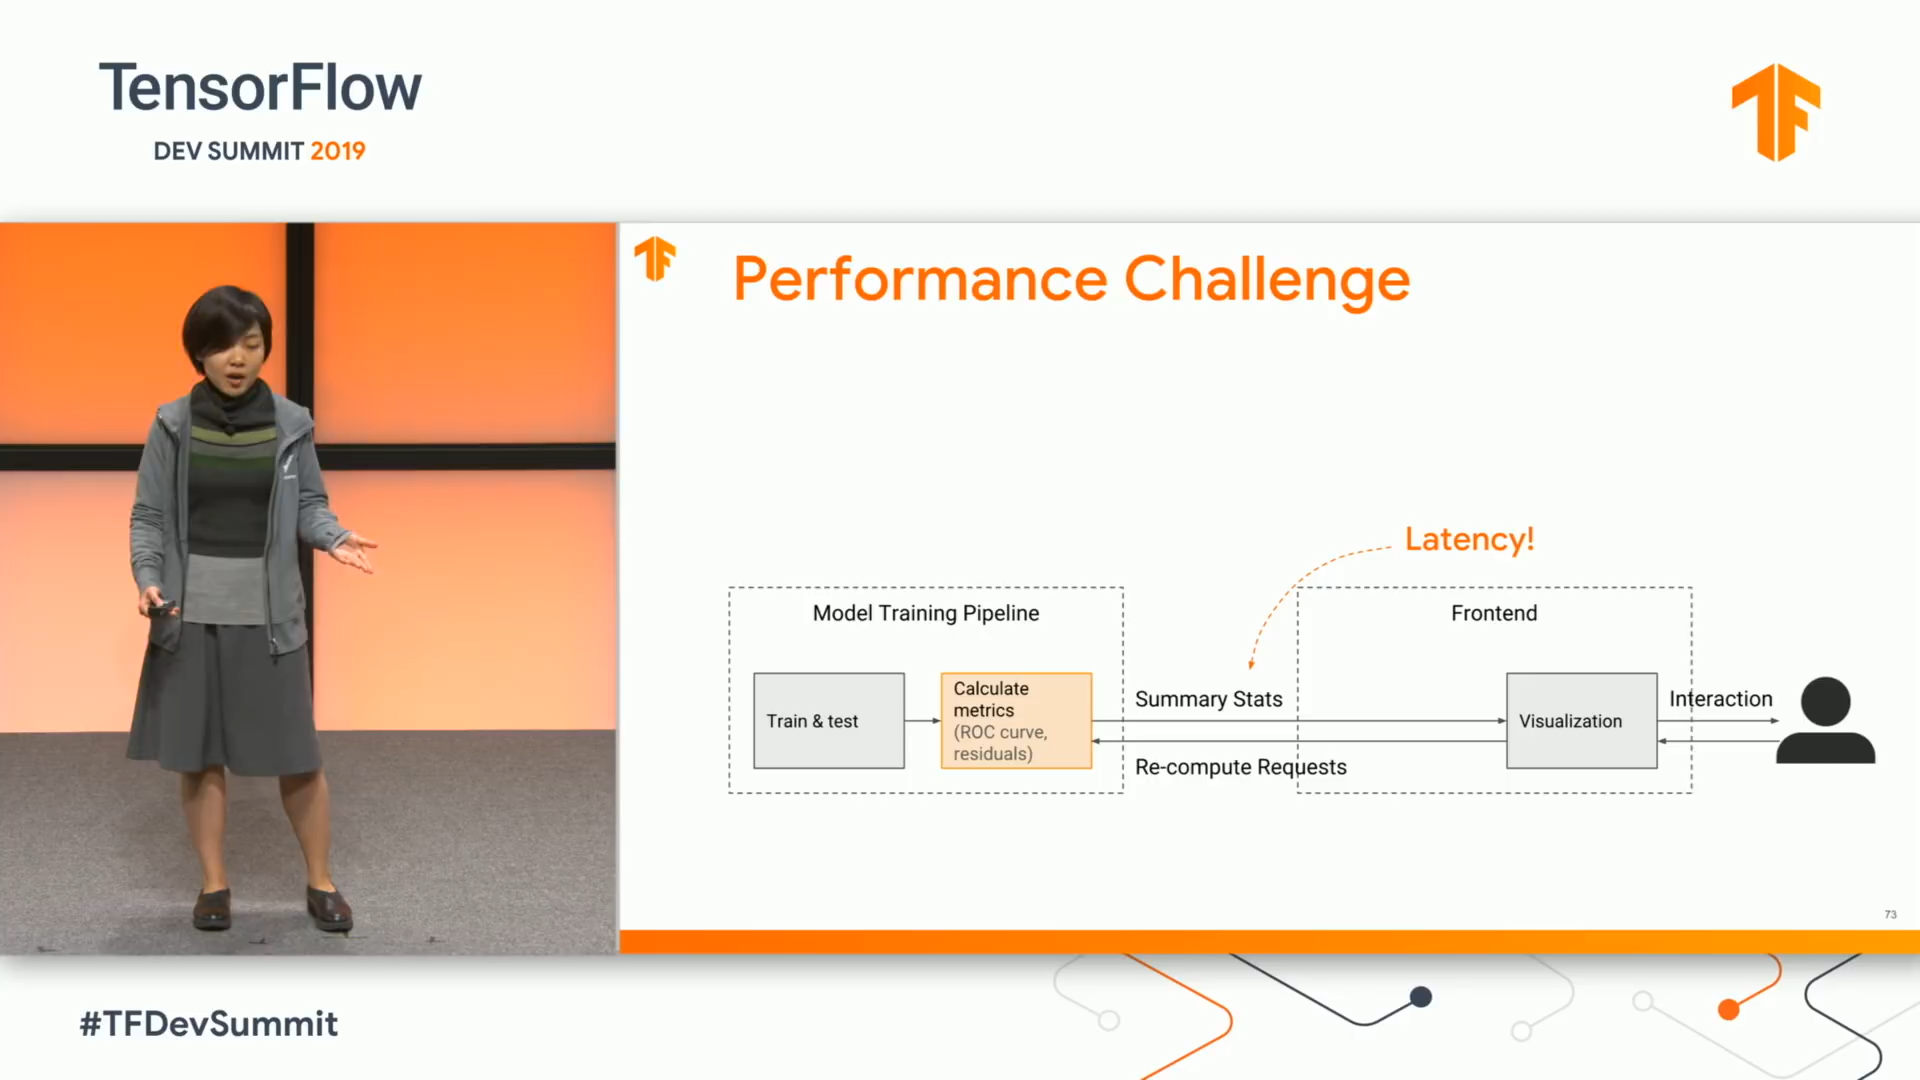 TensorFlow
DEV SUMMIT 2019
Performance Challenge
Latency!
Model Training Pipeline
Frontend
Train & test
Calculate
metrics
(ROC curve,
residuals)
Summary Stats
Re-compute Requests
Visualization
Interaction
73
#TFDevSummit